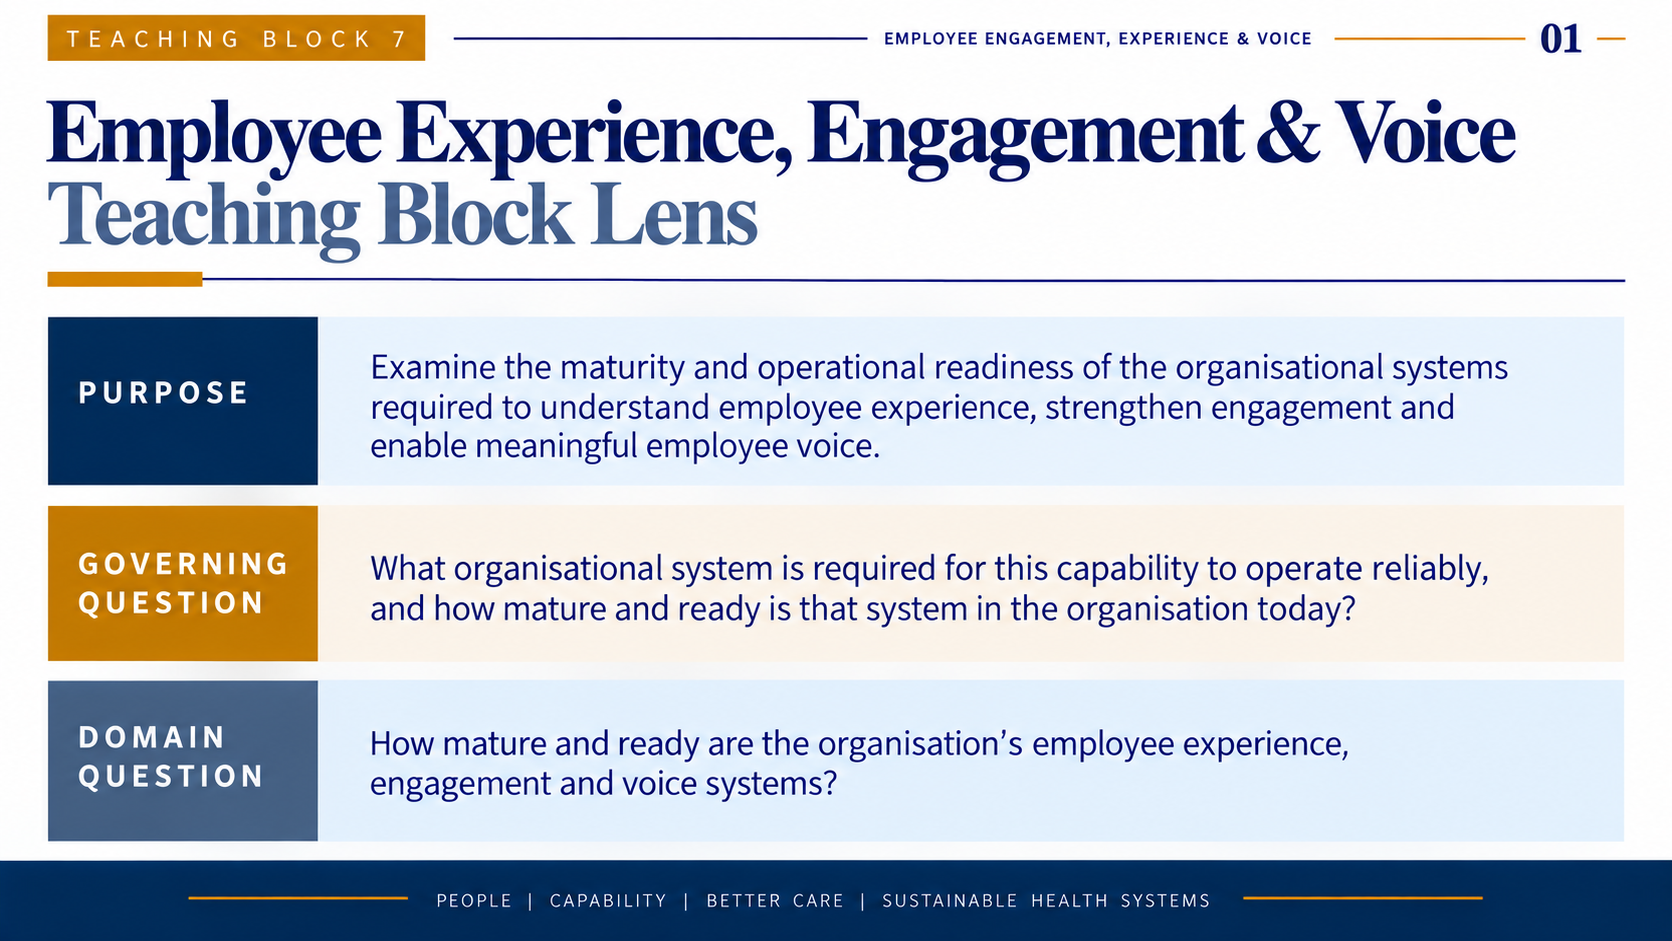 TEACHING BLOCK 7
EMPLOYEE ENGAGEMENT, EXPERIENCE & VOICE
01
Employee Experience, Engagement & Voice
Teaching Block Lens
PURPOSE
Examine the maturity and operational readiness of the organisational systems
required to understand employee experience, strengthen engagement and
enable meaningful employee voice.
GOVERNING
QUESTION
What organisational system is required for this capability to operate reliably,
and how mature and ready is that system in the organisation today?
DOMAIN
QUESTION
How mature and ready are the organisation's employee experience,
engagement and voice systems?
PEOPLE | CAPABILITY | BETTER CARE | SUSTAINABLE HEALTH SYSTEMS